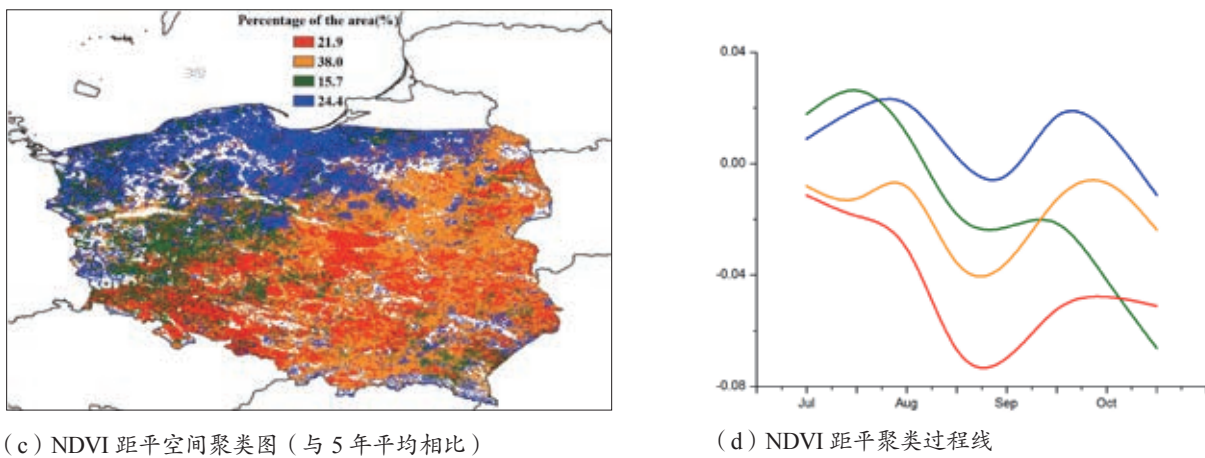 Percentage of the area(%)
21.9
38.0
15.7
24.4
(c)NDVI 距平空间聚类图(与 5 年平均相比)
0.04
0.00
-0.04
-0.08
Jul
Aug
Sep
Oct
(d)NDVI 距平聚类过程线